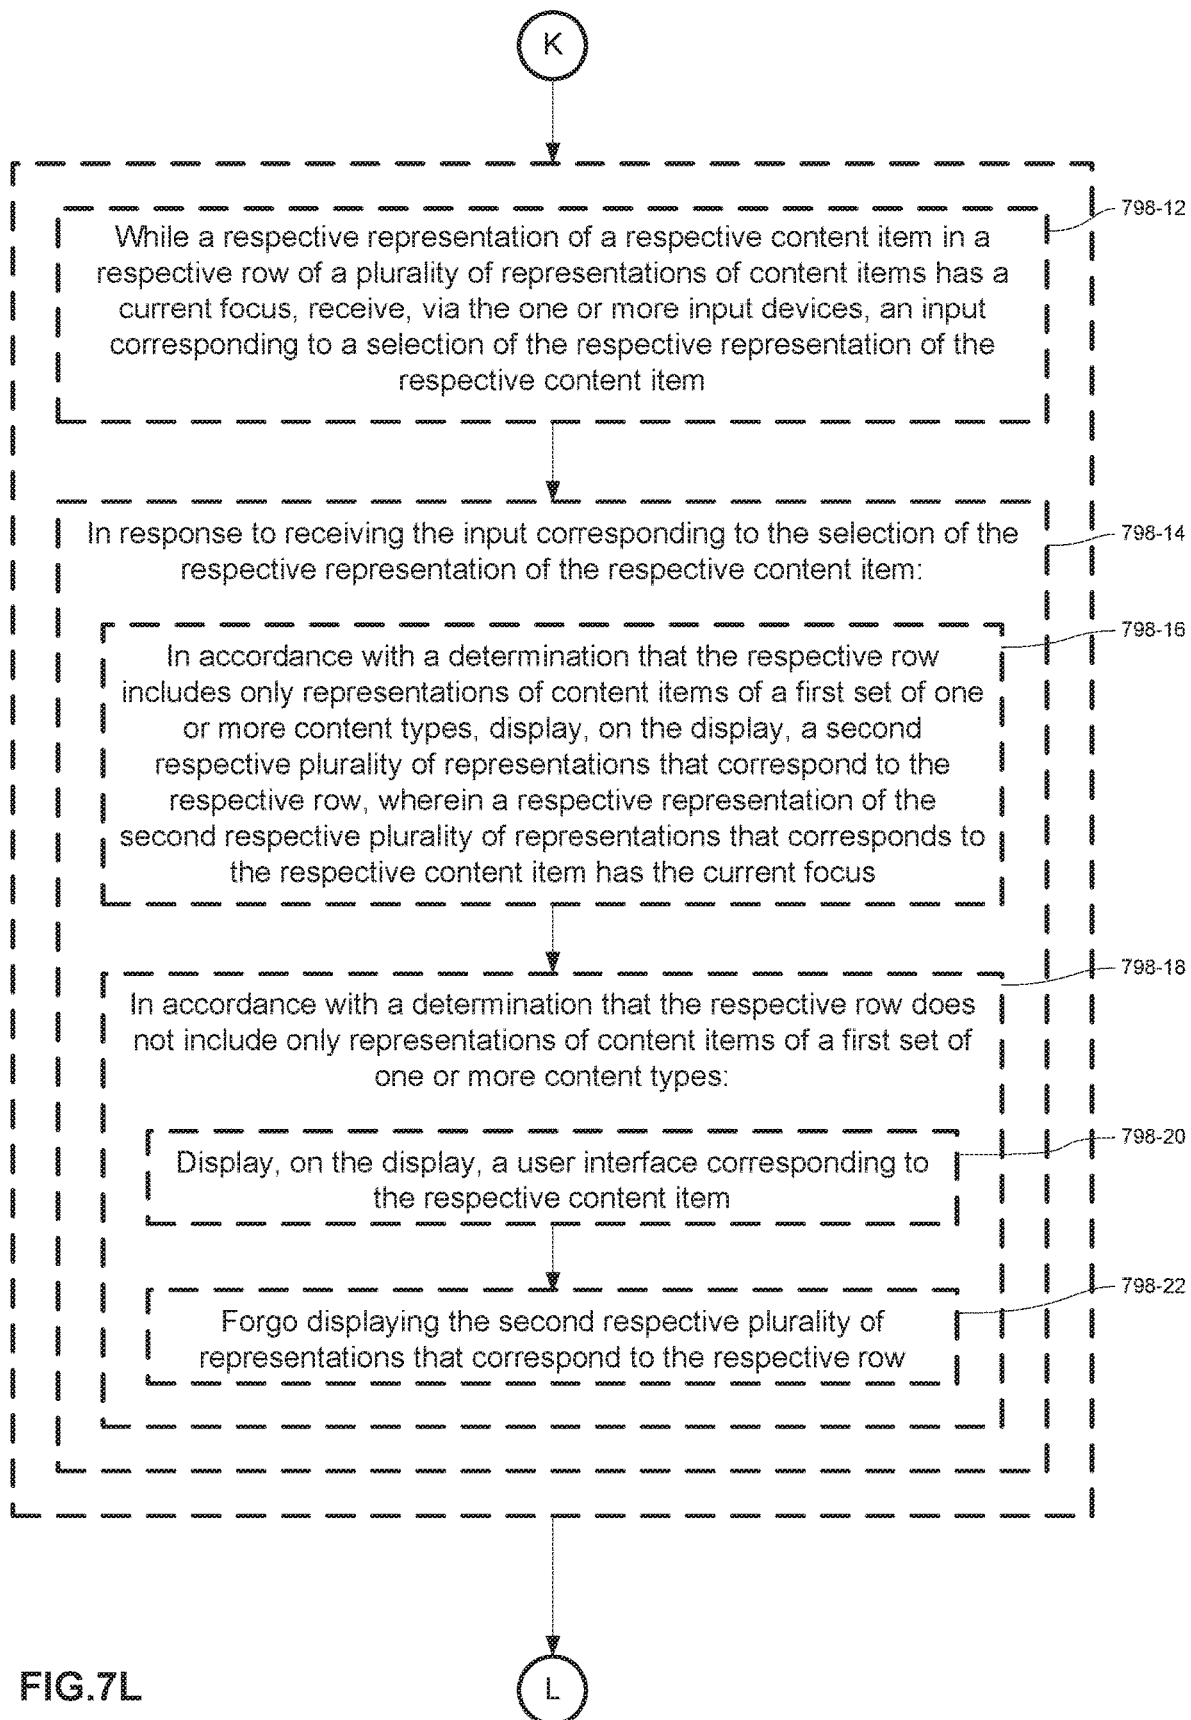 K
798-12
While a respective representation of a respective content item in a
respective row of a plurality of representations of content items has a
current focus, receive, via the one or more input devices, an input
corresponding to a selection of the respective representation of the
respective content item
798-14
In response to receiving the input corresponding to the selection of the
respective representation of the respective content item:
798-16
In accordance with a determination that the respective row
includes only representations of content items of a first set of one
or more content types, display, on the display, a second
respective plurality of representations that correspond to the
respective row, wherein a respective representation of the
second respective plurality of representations that corresponds to
the respective content item has the current focus
798-18
In accordance with a determination that the respective row does
not include only representations of content items of a first set of
one or more content types:
798-20
Display, on the display, a user interface corresponding to
the respective content item
798-22
Forgo displaying the second respective plurality of
representations that correspond to the respective row
FIG.7L
L